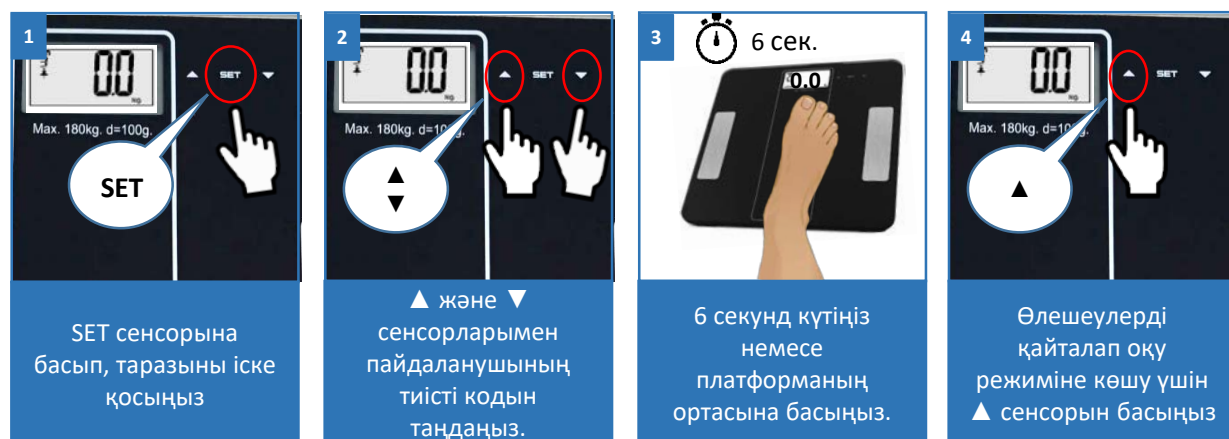 1
0.0
KG
▲ SET ▼
Max. 180kg. d=100g.
SET
SET сенсорына
басып, таразыны іске
қосыңыз
2
0.0
KG
▲ SET ▼
Max. 180kg. d=10 g.
▲
▼
▲ және ▼
сенсорларымен
пайдаланушының
тиісті кодын
таңдаңыз.
3
6 сек.
0.0
6 секунд күтіңіз
немесе
платформаның
ортасына басыңыз.
4
0.0
KG
▲ SET ▼
Max. 180kg. d=10 g.
▲
Өлешеулерді
қайталап оқу
режиміне көшу үшін
▲ сенсорын басыңыз